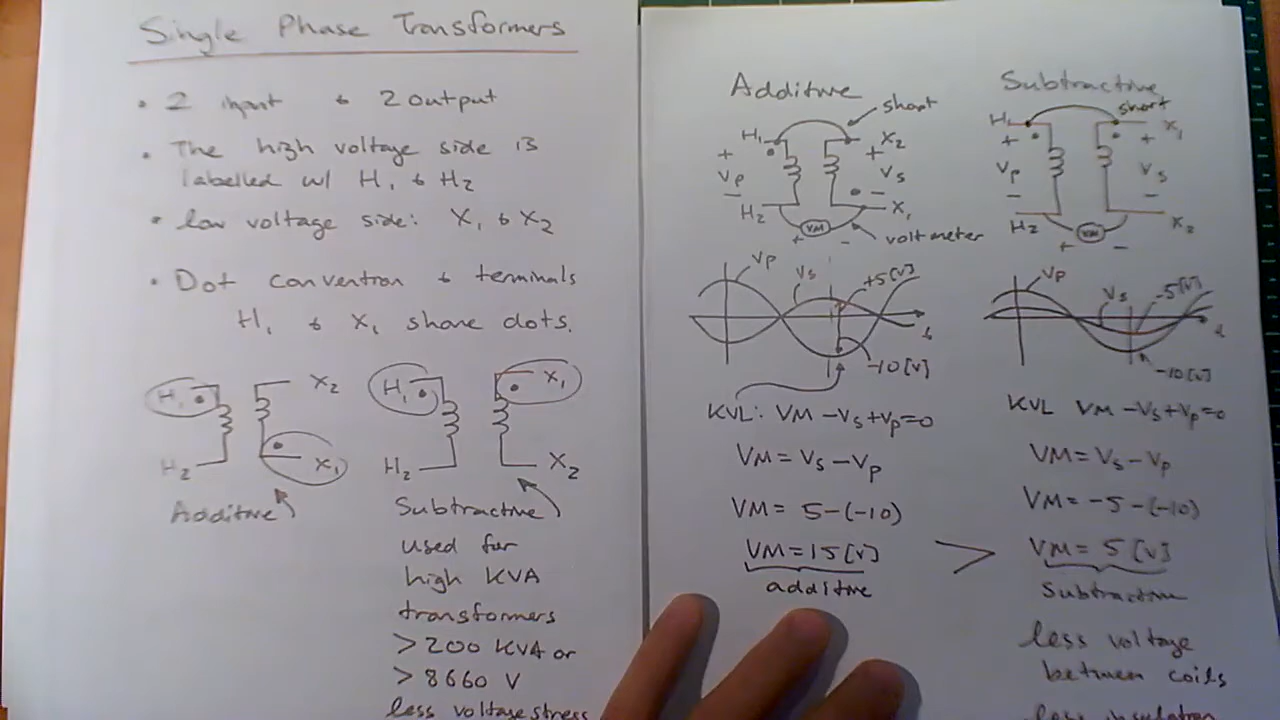 Single Phase Transformers
• 2 input & 2 output
• The high voltage side is
labelled w/ H₁ & H₂
• low voltage side: X₁ & X₂
• Dot convention & terminals
H₁ & X₁ share dots.
H₁ X₂
H₂ X₁
Additive
H₁ X₁
H₂ X₂
Subtractive
used for
high KVA
transformers
>200 KVA or
>8660 V
less voltage stress
Additive
short
H₁ X₂
+ +
Vp Vs
- -
H₂ X₁
VM
+ -
voltmeter
Vp Vs +5[V]
t
-10[V]
KVL: VM -Vs+Vp=0
VM= Vs -Vp
VM= 5-(-10)
VM=15[V]
additive
>
Subtractive
short
H₁ X₁
+ +
Vp Vs
- -
H₂ X₂
VM
+ -
Vp Vs -5[V]
t
-10[V]
KVL VM -Vs+Vp=0
VM= Vs -Vp
VM= -5-(-10)
VM= 5[V]
Subtractive
less voltage
between coils
less insulation